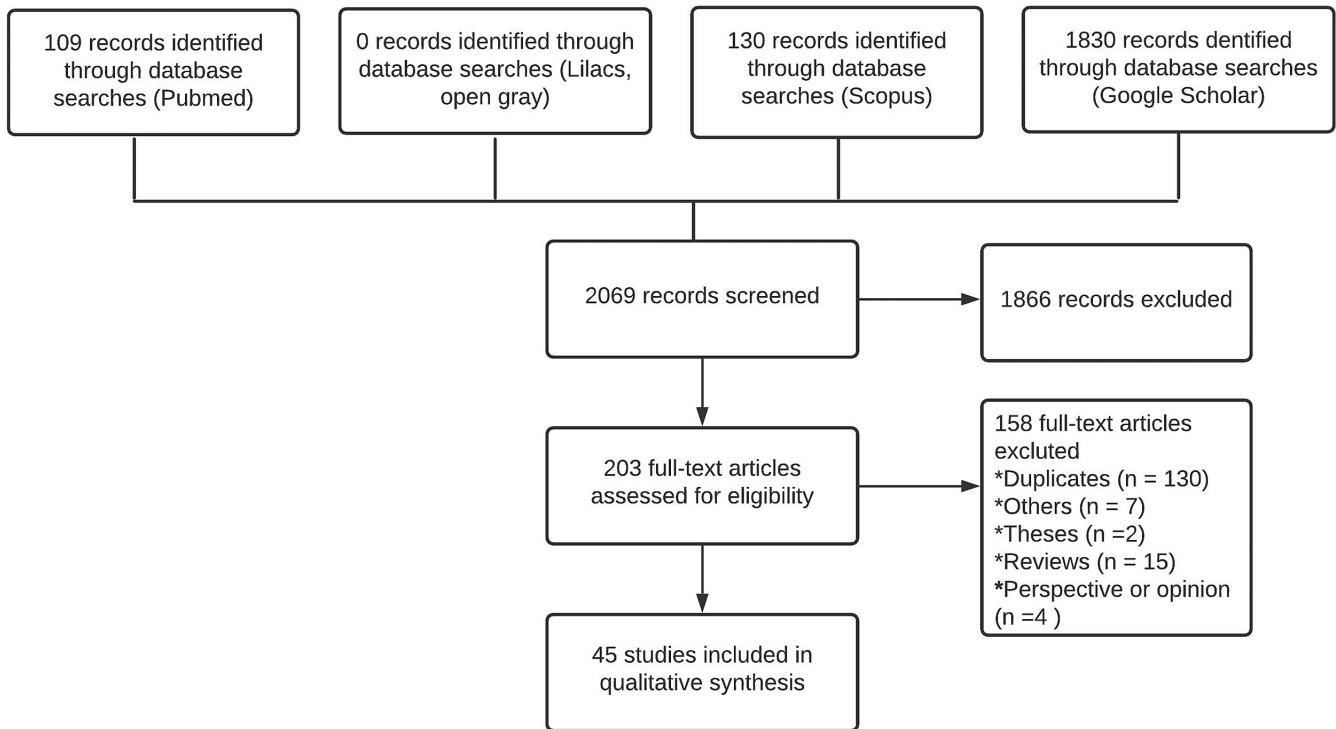 109 records identified
through database
searches (Pubmed)
0 records identified through
database searches (Lilacs,
open gray)
130 records identified
through database
searches (Scopus)
1830 records dentified
through database searches
(Google Scholar)
2069 records screened
1866 records excluded
203 full-text articles
assessed for eligibility
158 full-text articles
excluted
*Duplicates (n = 130)
*Others (n = 7)
*Theses (n =2)
*Reviews (n = 15)
*Perspective or opinion
(n =4 )
45 studies included in
qualitative synthesis